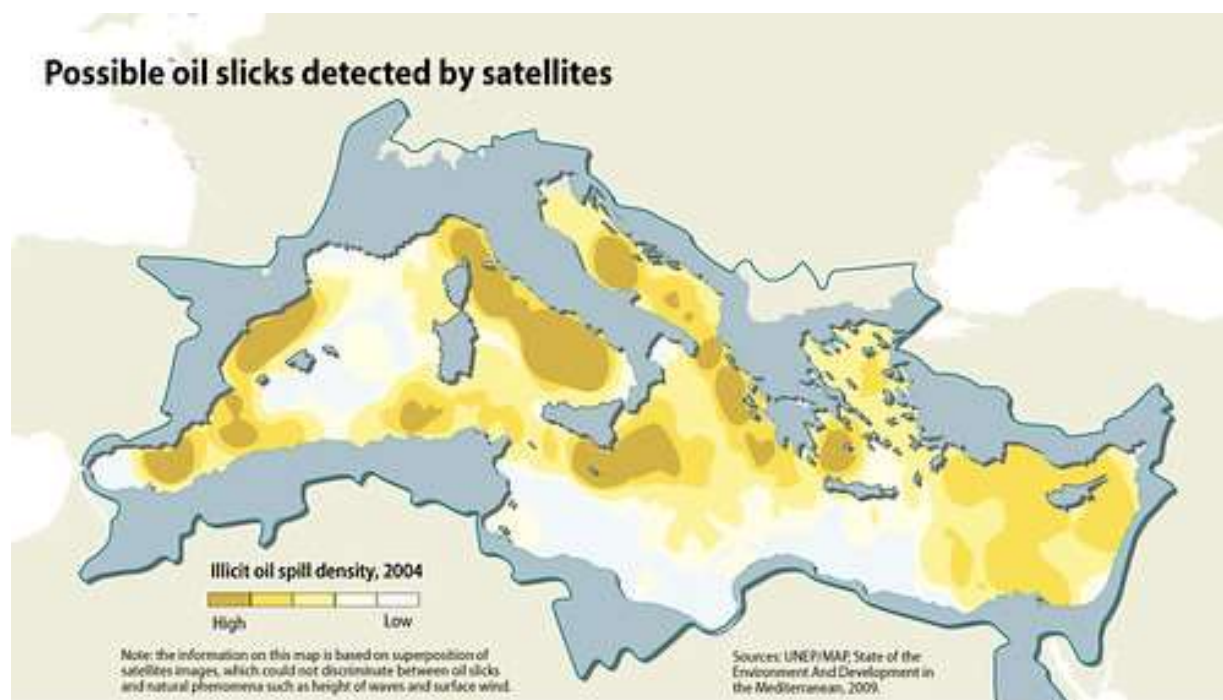 Possible oil slicks detected by satellites
Illicit oil spill density, 2004
High Low
Note: the information on this map is based on superposition of
satellites images, which could not discriminate between oil slicks
and natural phenomena such as height of waves and surface wind.
Sources: UNEP/MAP, State of the
Environment And Development in
the Mediterranean, 2009.